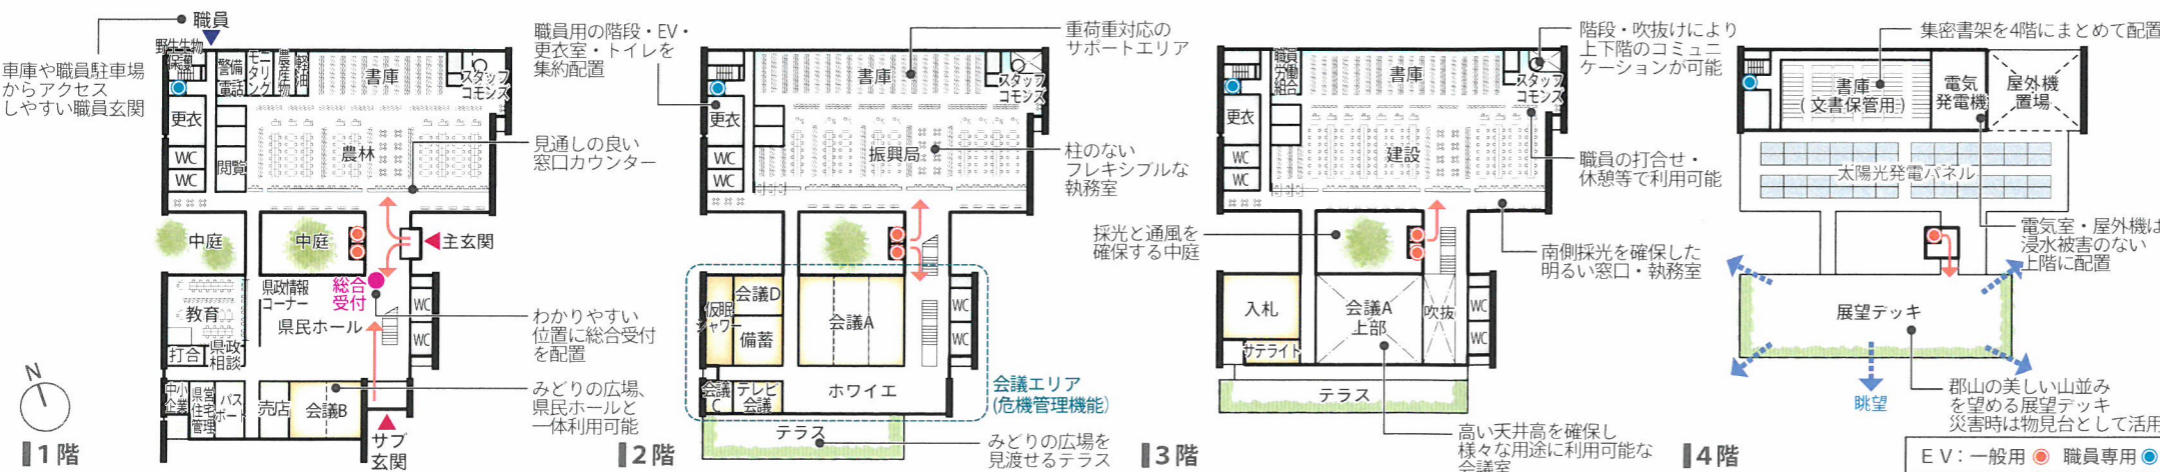 職員
車庫や職員駐車場
からアクセス
しやすい職員玄関
野生生物
保護
警備
電話
モニ
タリング
農産物
軽油
書庫
スタッフ
コモンズ
更衣
WC
WC
閲覧
農林
見通しの良い
窓口カウンター
中庭
中庭
主玄関
県政情報
コーナー
総合
受付
教育
県民ホール
WC
WC
打合
県政
相談
わかりやすい
位置に総合受付
を配置
中小
企業
県営
住宅
管理
パス
ポート
売店
会議B
みどりの広場、
県民ホールと
一体利用可能
サブ
玄関
N
1階
職員用の階段・EV・
更衣室・トイレを
集約配置
重荷重対応の
サポートエリア
書庫
スタッフ
コモンズ
更衣
WC
WC
振興局
柱のない
フレキシブルな
執務室
仮眠
シャワー
会議D
備蓄
会議A
WC
WC
会議
C
テレビ
会議
ホワイエ
会議エリア
(危機管理機能)
テラス
みどりの広場を
見渡せるテラス
2階
階段・吹抜けにより
上下階のコミュニ
ケーションが可能
職員
労働
組合
書庫
スタッフ
コモンズ
更衣
WC
WC
建設
職員の打合せ・
休憩等で利用可能
採光と通風を
確保する中庭
南側採光を確保した
明るい窓口・執務室
入札
会議A
上部
吹抜
WC
WC
サテライト
テラス
高い天井高を確保し
様々な用途に利用可能な
会議室
3階
集密書架を4階にまとめて配置
書庫
(文書保管用)
電気
発電機
屋外機
置場
太陽光発電パネル
電気室・屋外機は
浸水被害のない
上階に配置
展望デッキ
眺望
郡山の美しい山並み
を望める展望デッキ
災害時は物見台として活用
4階
EV：一般用 職員専用